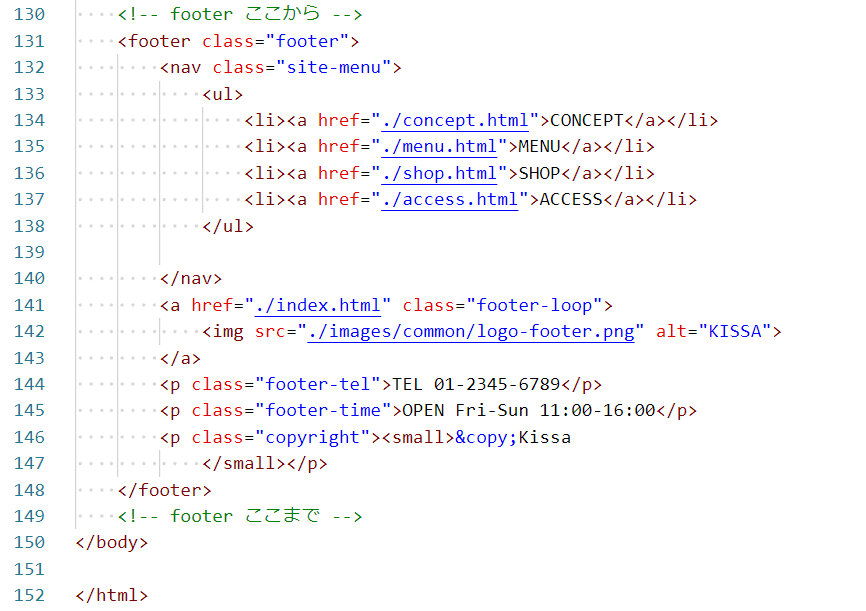 130 <!-- footer ここから -->
131 <footer class="footer">
132 <nav class="site-menu">
133 <ul>
134 <li><a href="./concept.html">CONCEPT</a></li>
135 <li><a href="./menu.html">MENU</a></li>
136 <li><a href="./shop.html">SHOP</a></li>
137 <li><a href="./access.html">ACCESS</a></li>
138 </ul>
139
140 </nav>
141 <a href="./index.html" class="footer-loop">
142 <img src="./images/common/logo-footer.png" alt="KISSA">
143 </a>
144 <p class="footer-tel">TEL 01-2345-6789</p>
145 <p class="footer-time">OPEN Fri-Sun 11:00-16:00</p>
146 <p class="copyright"><small>&copy;Kissa
147 </small></p>
148 </footer>
149 <!-- footer ここまで -->
150 </body>
151
152 </html>